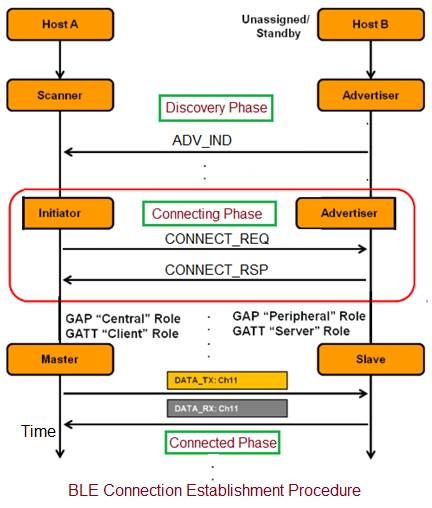 Unassigned/
Standby
Host A
Host B
Scanner
Discovery Phase
Advertiser
ADV_IND
Initiator
Connecting Phase
Advertiser
CONNECT_REQ
CONNECT_RSP
GAP “Central” Role
GATT “Client” Role
GAP “Peripheral” Role
GATT “Server” Role
Master
Slave
DATA_TX: Ch11
DATA_RX: Ch11
Time
Connected Phase
BLE Connection Establishment Procedure